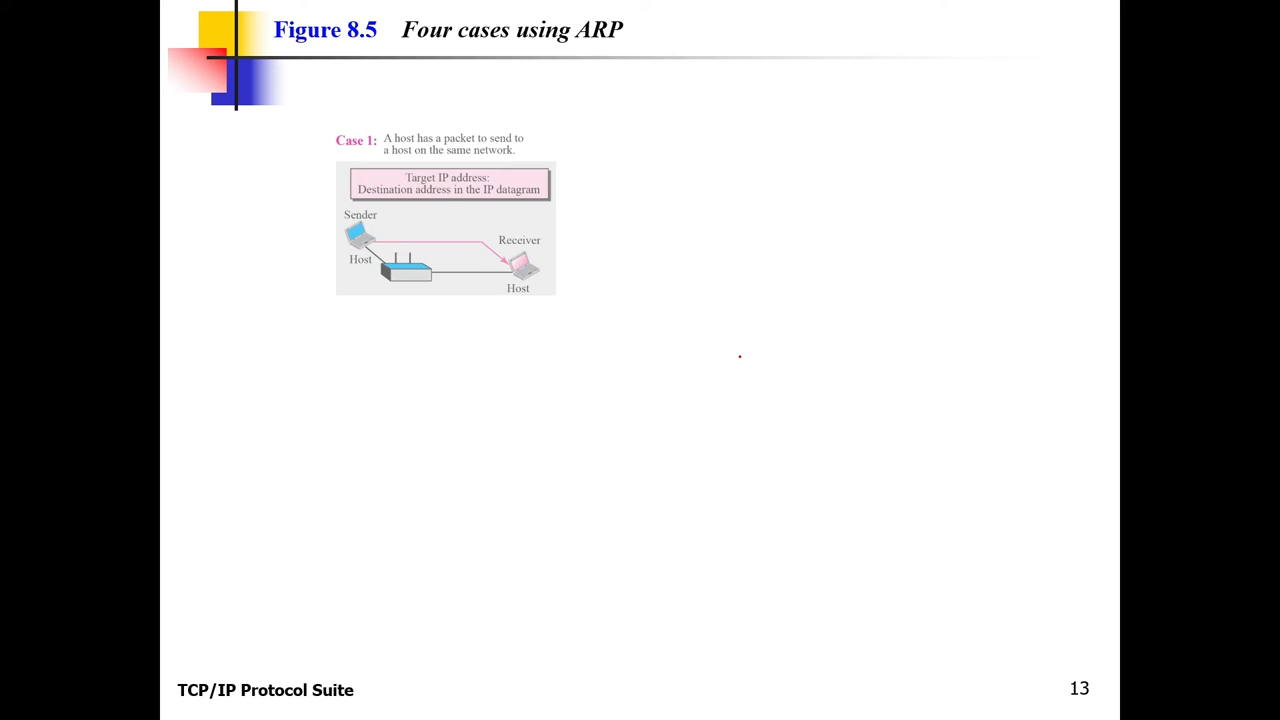 Figure 8.5 Four cases using ARP
Case 1: A host has a packet to send to
a host on the same network.
Target IP address:
Destination address in the IP datagram
Sender
Receiver
Host
Host
TCP/IP Protocol Suite
13